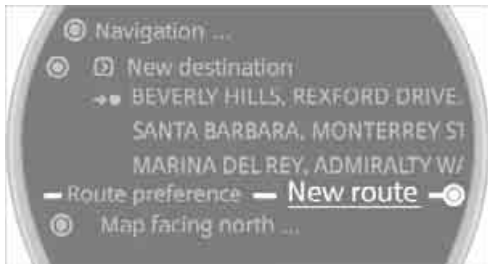 Navigation ...
New destination
BEVERLY HILLS, REXFORD DRIVE.
SANTA BARBARA, MONTERREY ST
MARINA DEL REY, ADMIRALTY WA
Route preference New route
Map facing north ...